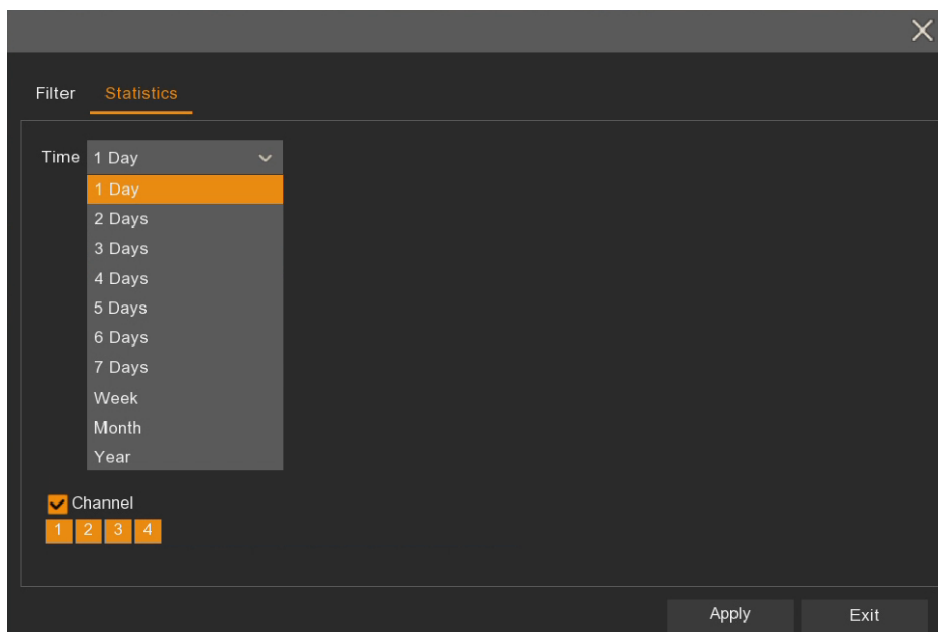 Filter Statistics
Time 1 Day
1 Day
2 Days
3 Days
4 Days
5 Days
6 Days
7 Days
Week
Month
Year
Channel
1 2 3 4
Apply Exit